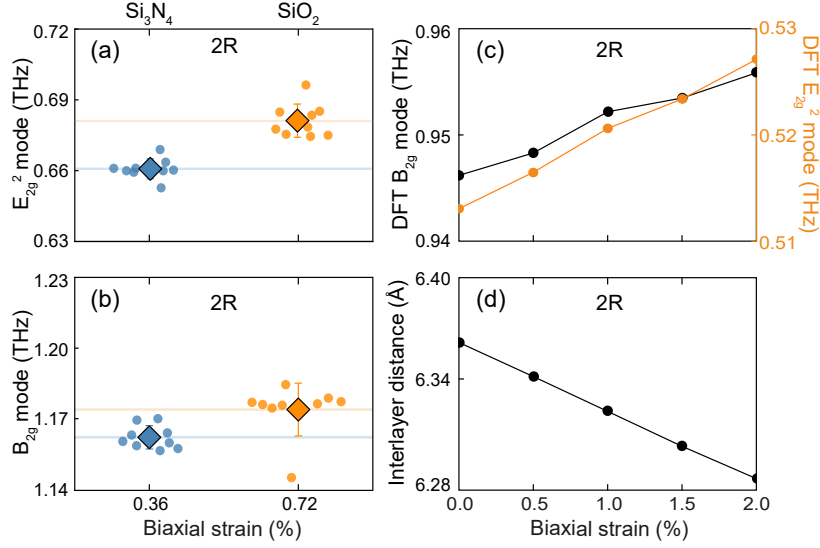 Si₃N₄ SiO₂
(a) 2R
0.72
0.69
0.66
0.63
E₂g² mode (THz)
(b) 2R
1.23
1.20
1.17
1.14
B₂g mode (THz)
0.36 0.72
Biaxial strain (%)
(c) 2R
0.96
0.95
0.94
DFT B₂g mode (THz)
0.53
0.52
0.51
DFT E₂g² mode (THz)
(d) 2R
6.40
6.34
6.28
Interlayer distance (Å)
0.0 0.5 1.0 1.5 2.0
Biaxial strain (%)